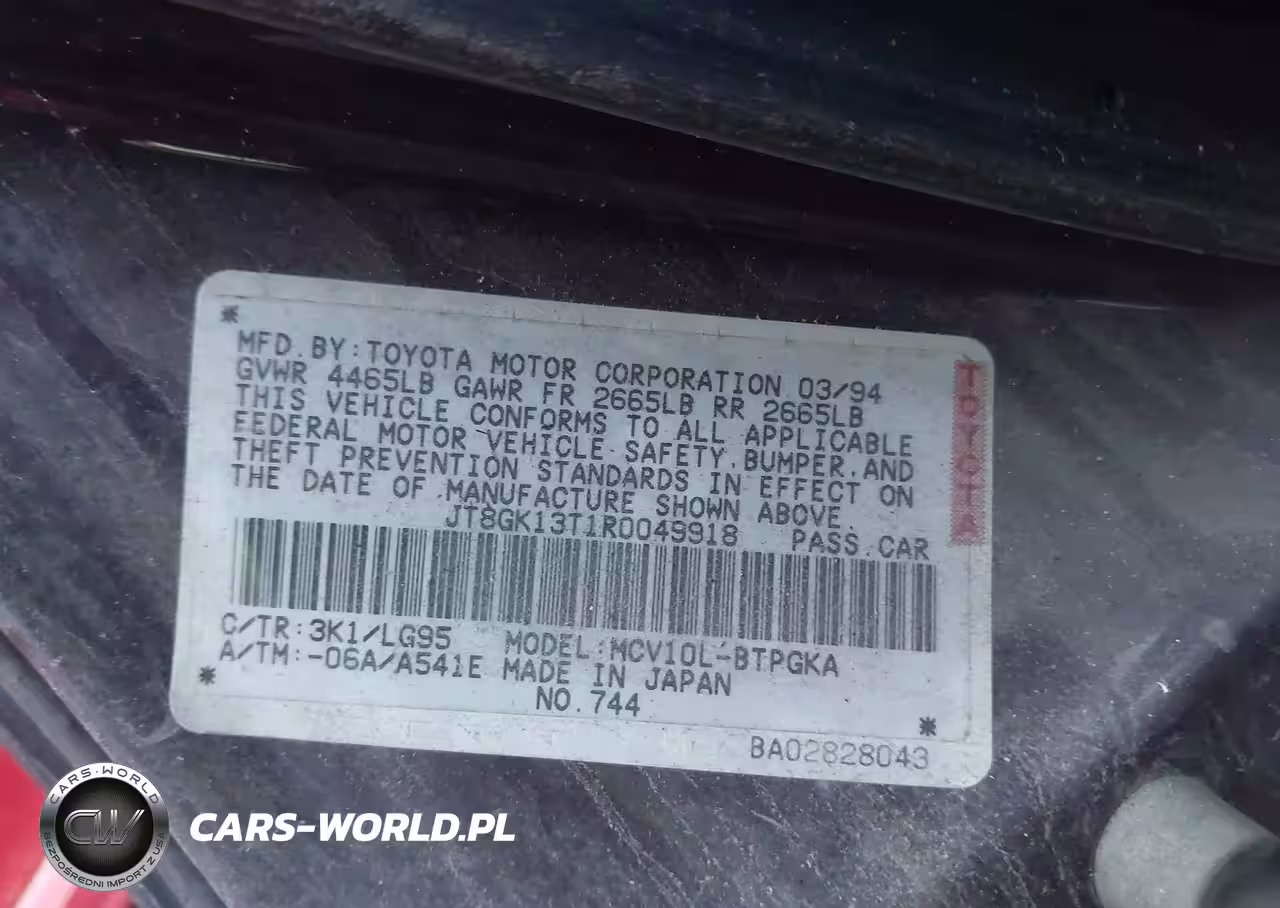 *
MFD. BY: TOYOTA MOTOR CORPORATION 03/94
GVWR 4465LB GAWR FR 2665LB RR 2665LB
THIS VEHICLE CONFORMS TO ALL APPLICABLE
FEDERAL MOTOR VEHICLE SAFETY, BUMPER, AND
THEFT PREVENTION STANDARDS IN EFFECT ON
THE DATE OF MANUFACTURE SHOWN ABOVE.
JT8GK13T1R0049918 PASS. CAR
TOYOTA
C/TR: 3K1/LG95 MODEL: MCV10L-BTPGKA
A/TM: -06A/A541E MADE IN JAPAN
* NO. 744 *
BA02828043
CARS-WORLD
CW
BEZPOŚREDNI IMPORT Z USA
CARS-WORLD.PL